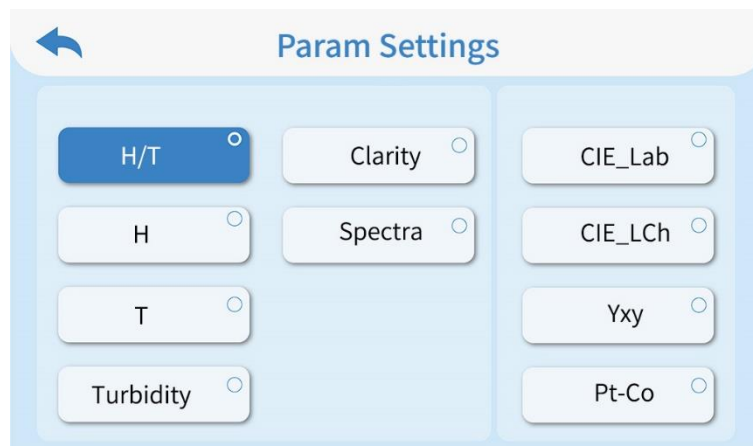 Param Settings
H/T
Clarity
CIE_Lab
H
Spectra
CIE_LCh
T
Yxy
Turbidity
Pt-Co